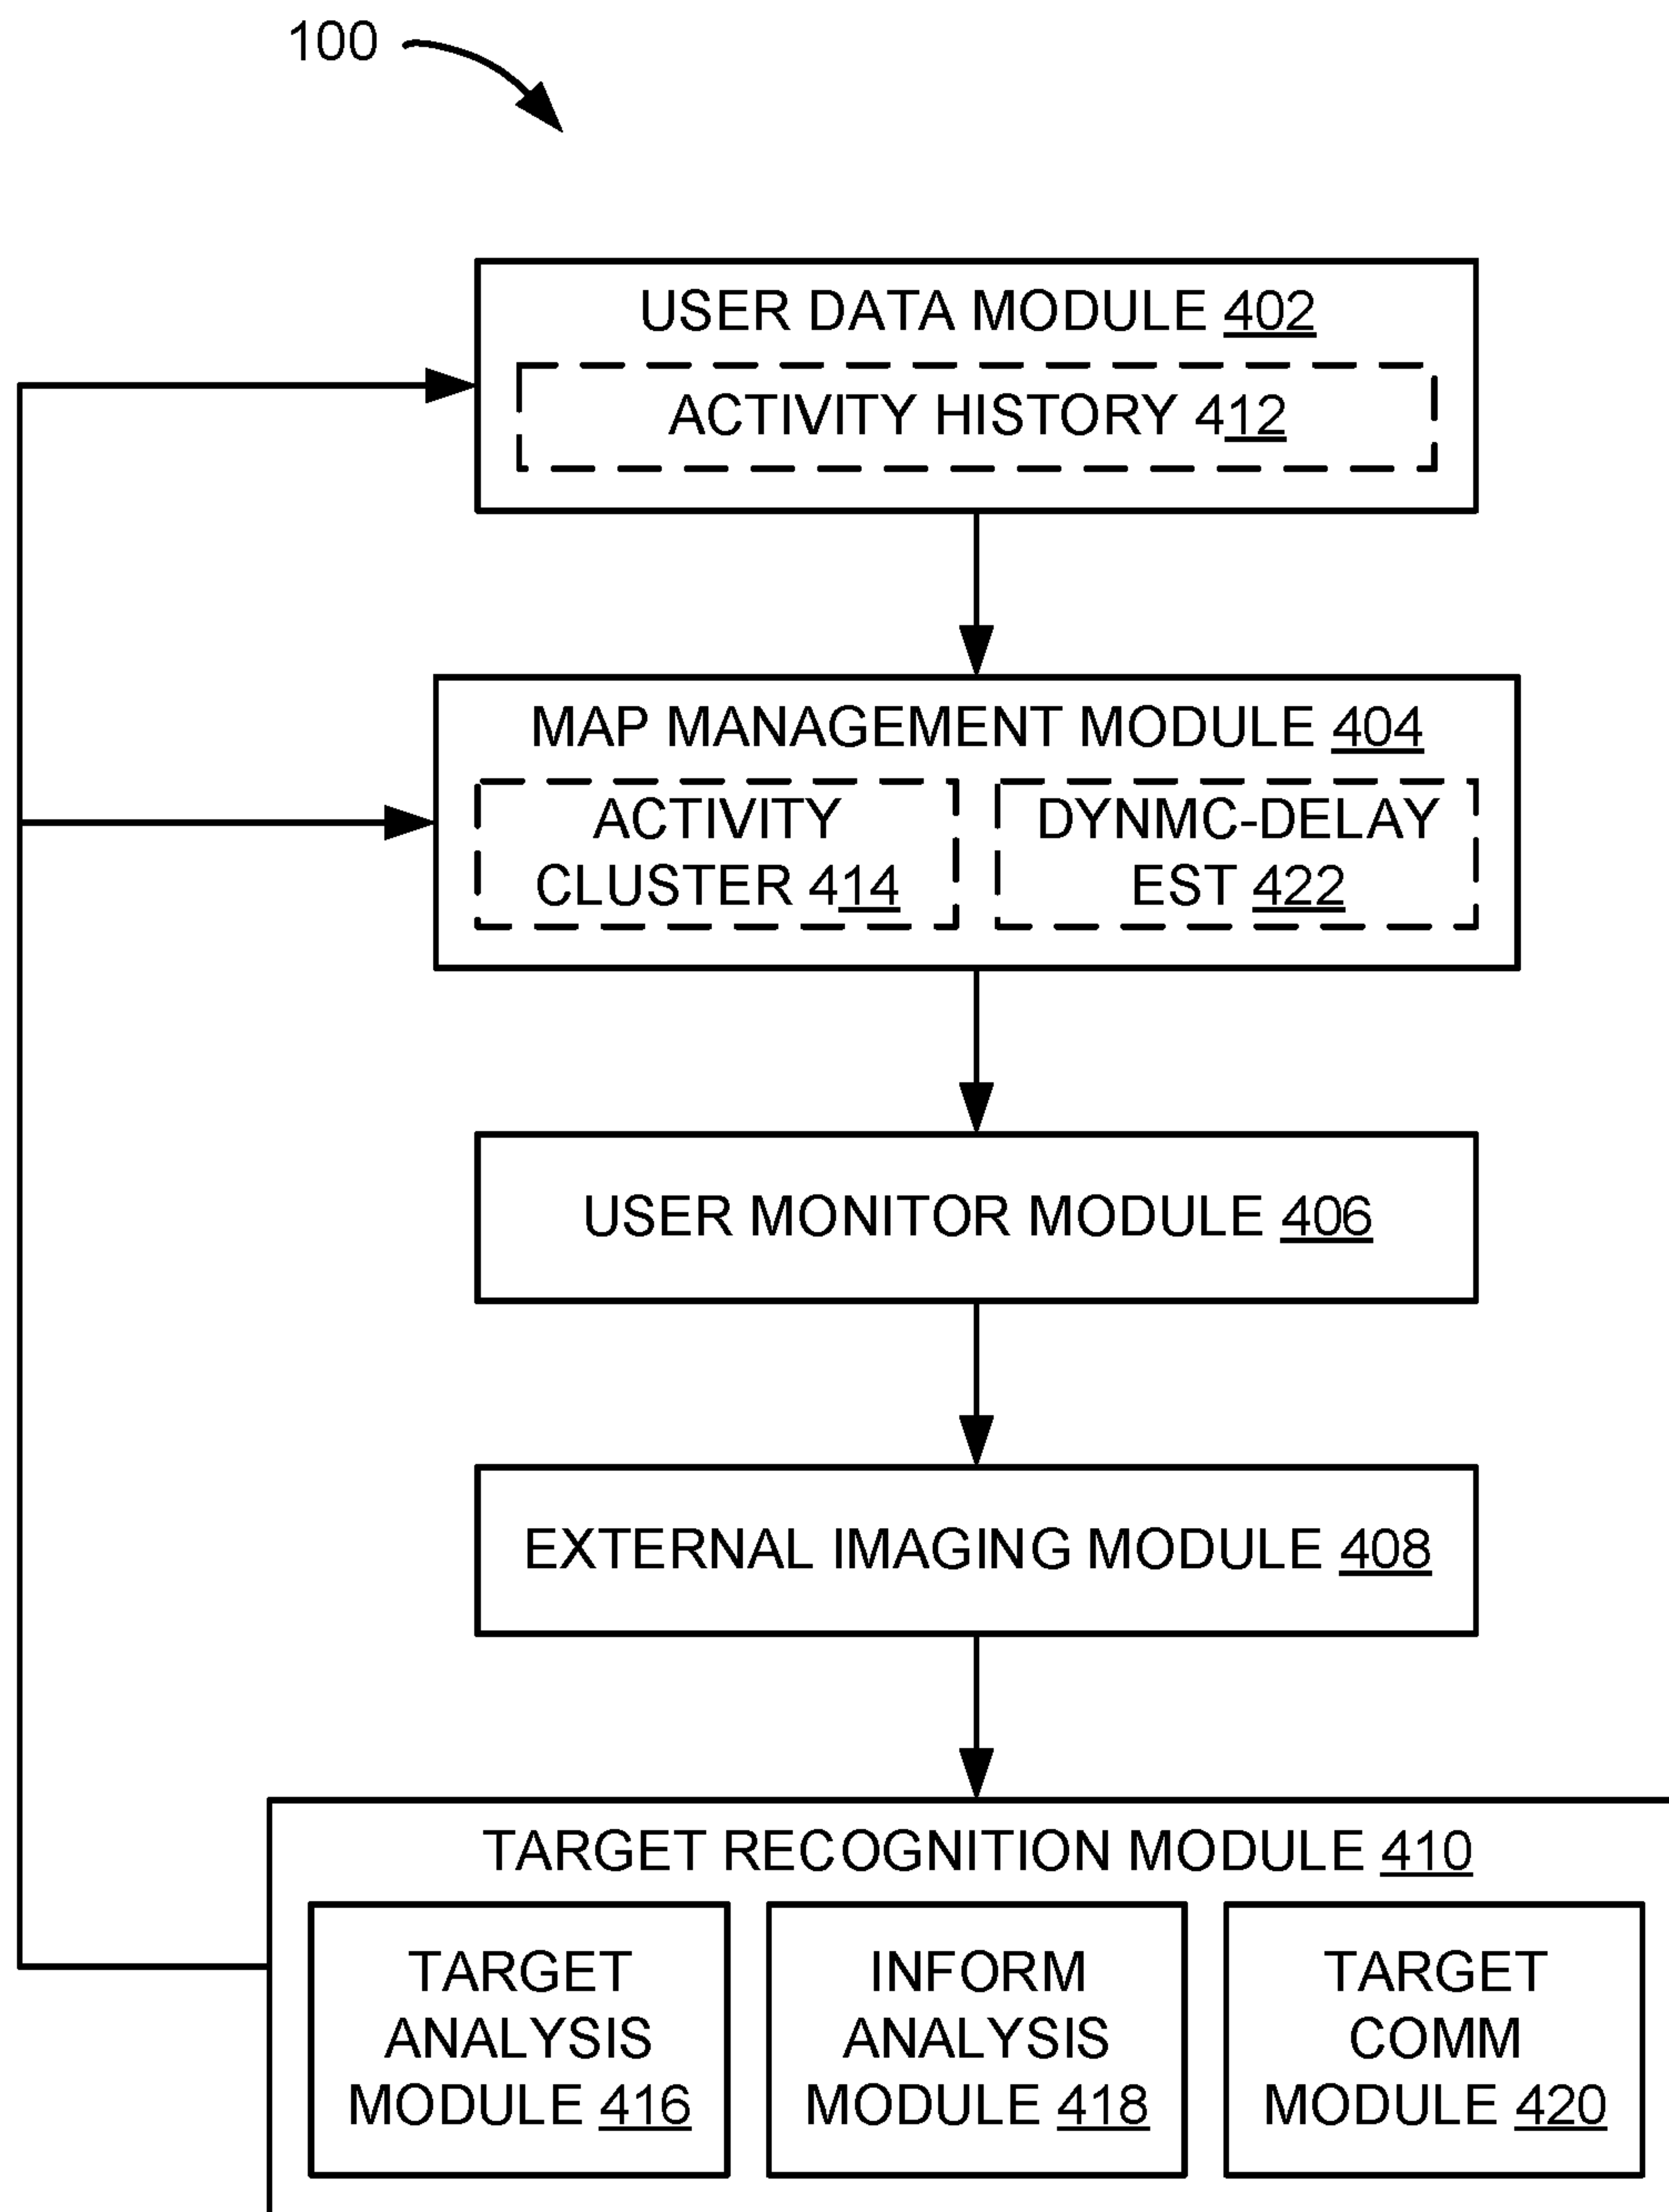 100
USER DATA MODULE 402
ACTIVITY HISTORY 412
MAP MANAGEMENT MODULE 404
ACTIVITY
CLUSTER 414
DYNMC-DELAY
EST 422
USER MONITOR MODULE 406
EXTERNAL IMAGING MODULE 408
TARGET RECOGNITION MODULE 410
TARGET
ANALYSIS
MODULE 416
INFORM
ANALYSIS
MODULE 418
TARGET
COMM
MODULE 420